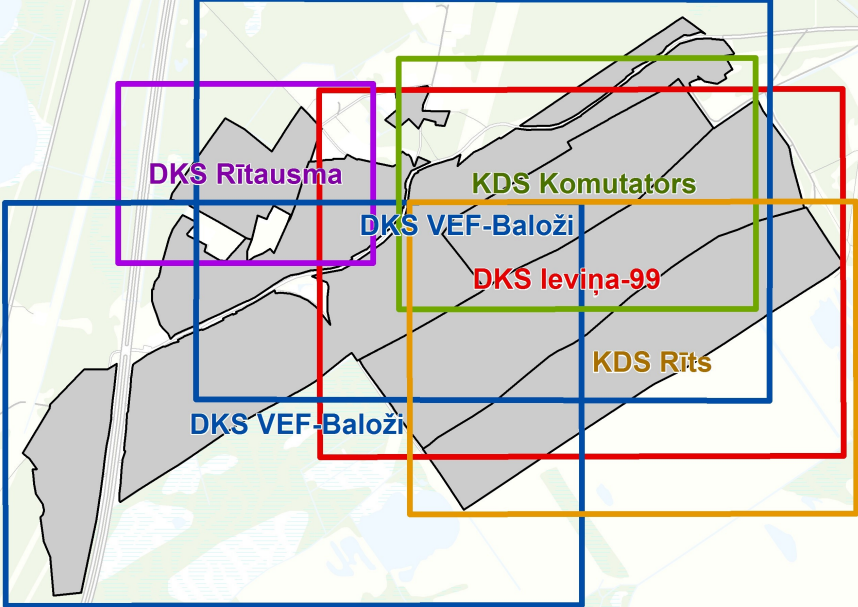 DKS Rītausma
KDS Komutators
DKS VEF-Baloži
DKS Ieviņa-99
KDS Rīts
DKS VEF-Baloži